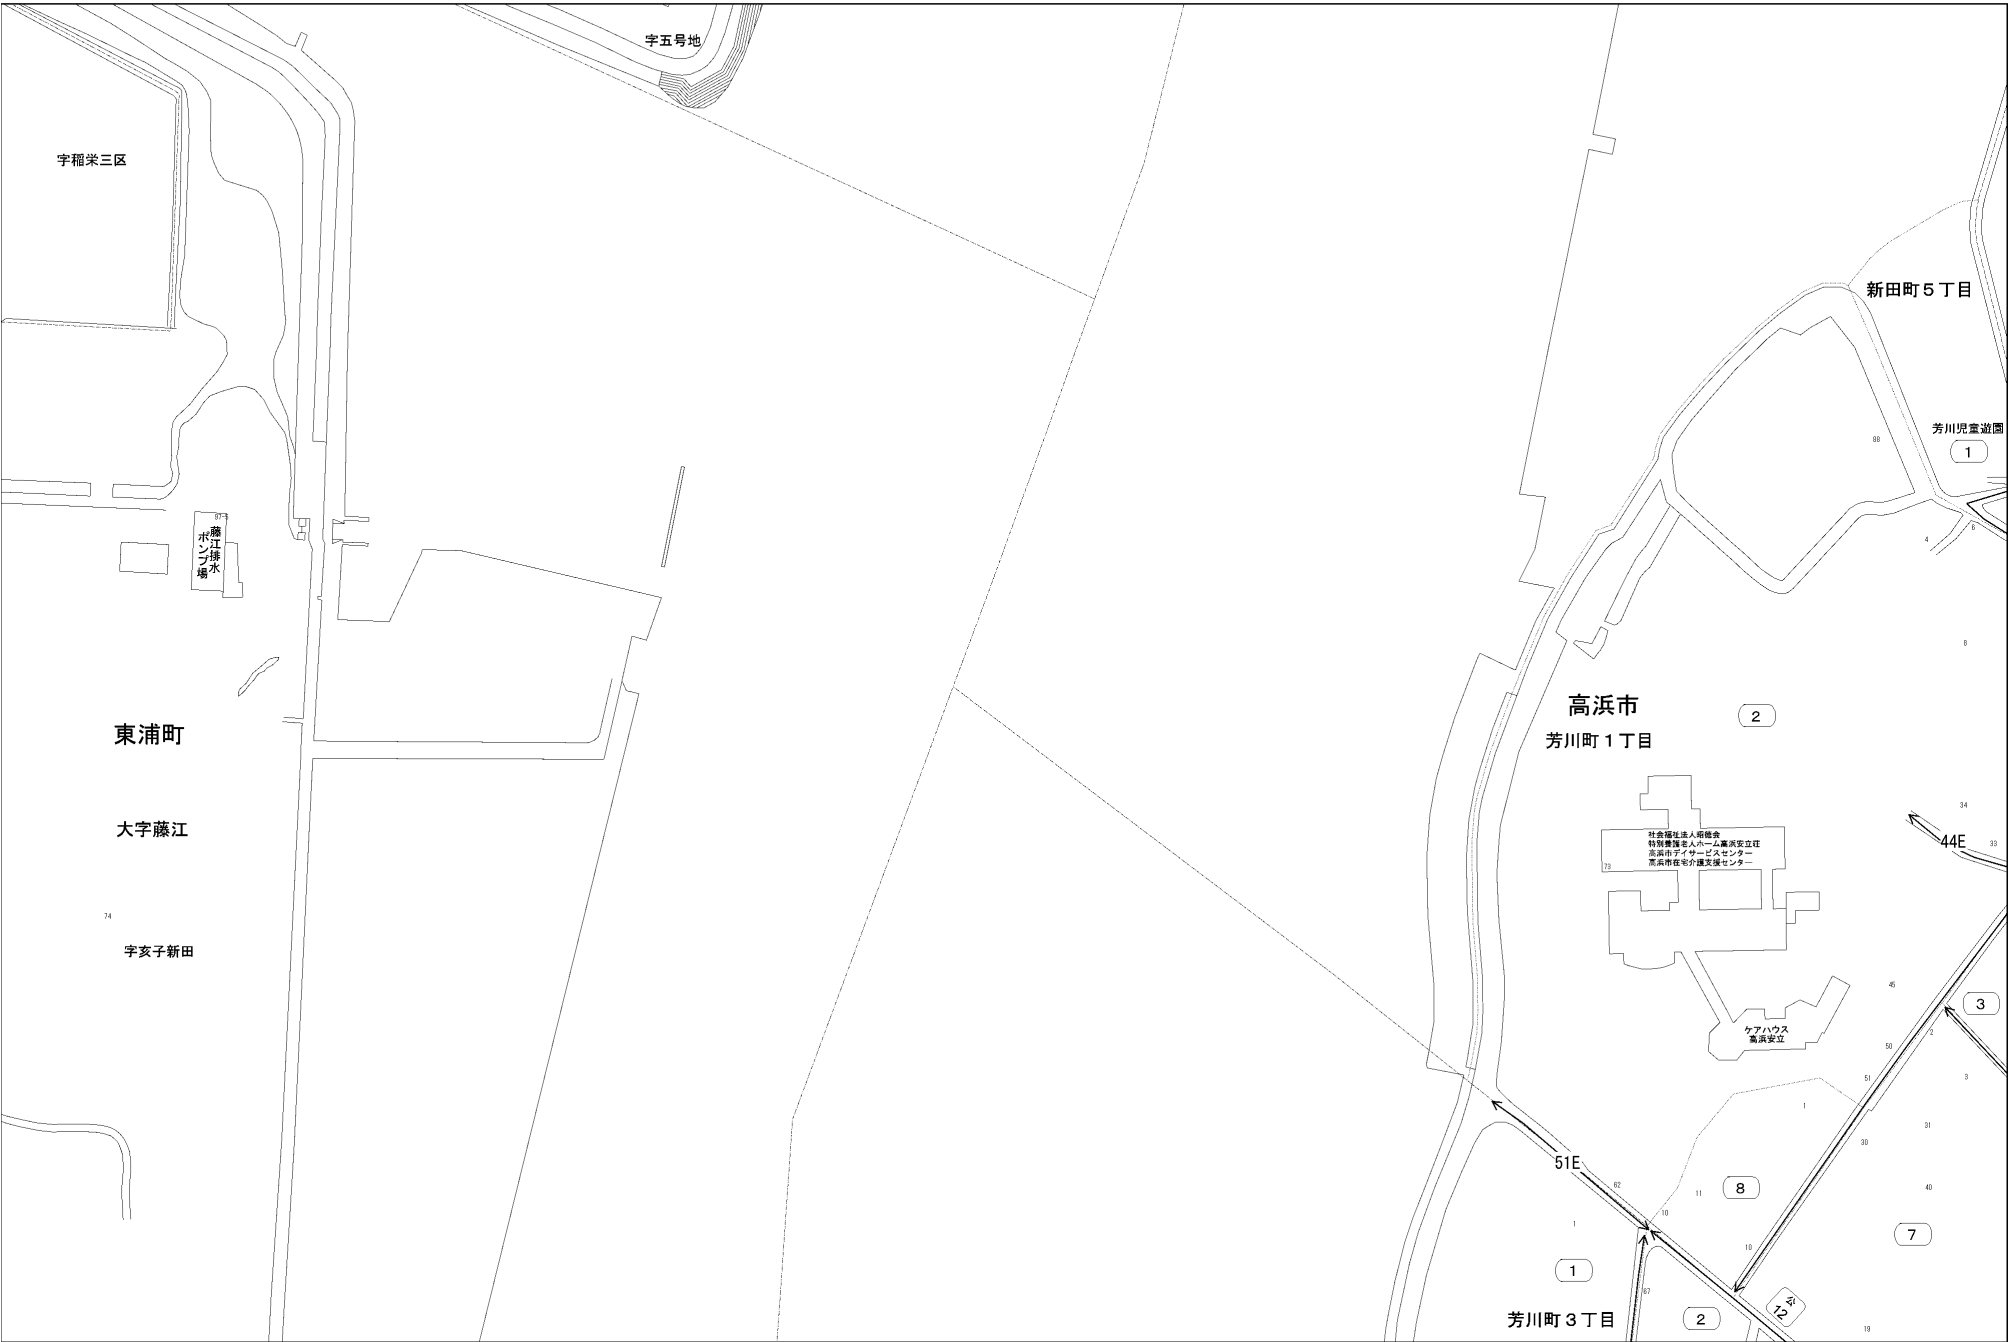 字五号地
字稲栄三区
新田町５丁目
芳川児童遊園
1
88
97-5
藤江排水
ポンプ場
6
4
8
東浦町
高浜市
2
芳川町１丁目
大字藤江
34
44E
33
社会福祉法人昭徳会
特別養護老人ホーム高浜安立荘
高浜市デイサービスセンター
高浜市在宅介護支援センター
73
74
字亥子新田
45
3
2
ケアハウス
高浜安立
50
51
3
1
31
30
51E
62
11
8
40
10
1
7
10
1
67
公
12
芳川町３丁目
2
19